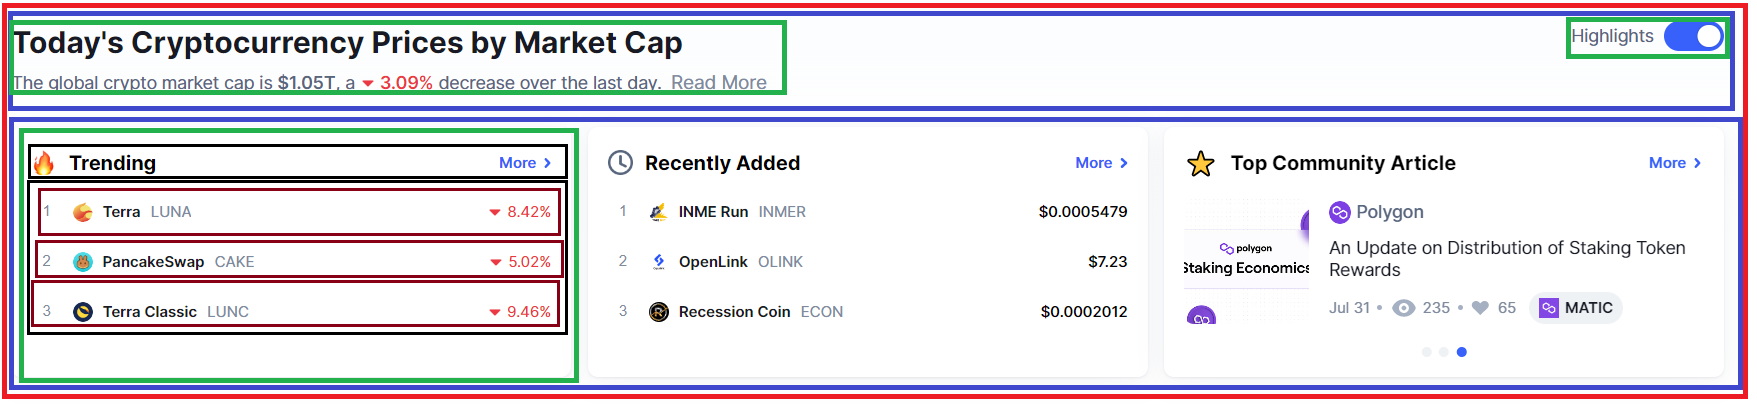 Today's Cryptocurrency Prices by Market Cap
Highlights
The global crypto market cap is $1.05T, a 3.09% decrease over the last day. Read More
Trending
More >
1 Terra LUNA 8.42%
2 PancakeSwap CAKE 5.02%
3 Terra Classic LUNC 9.46%
Recently Added
More >
1 INME Run INMER $0.0005479
2 OpenLink OLINK $7.23
3 Recession Coin ECON $0.0002012
Top Community Article
More >
polygon
Staking Economics
Polygon
An Update on Distribution of Staking Token
Rewards
Jul 31 • 235 • 65 MATIC